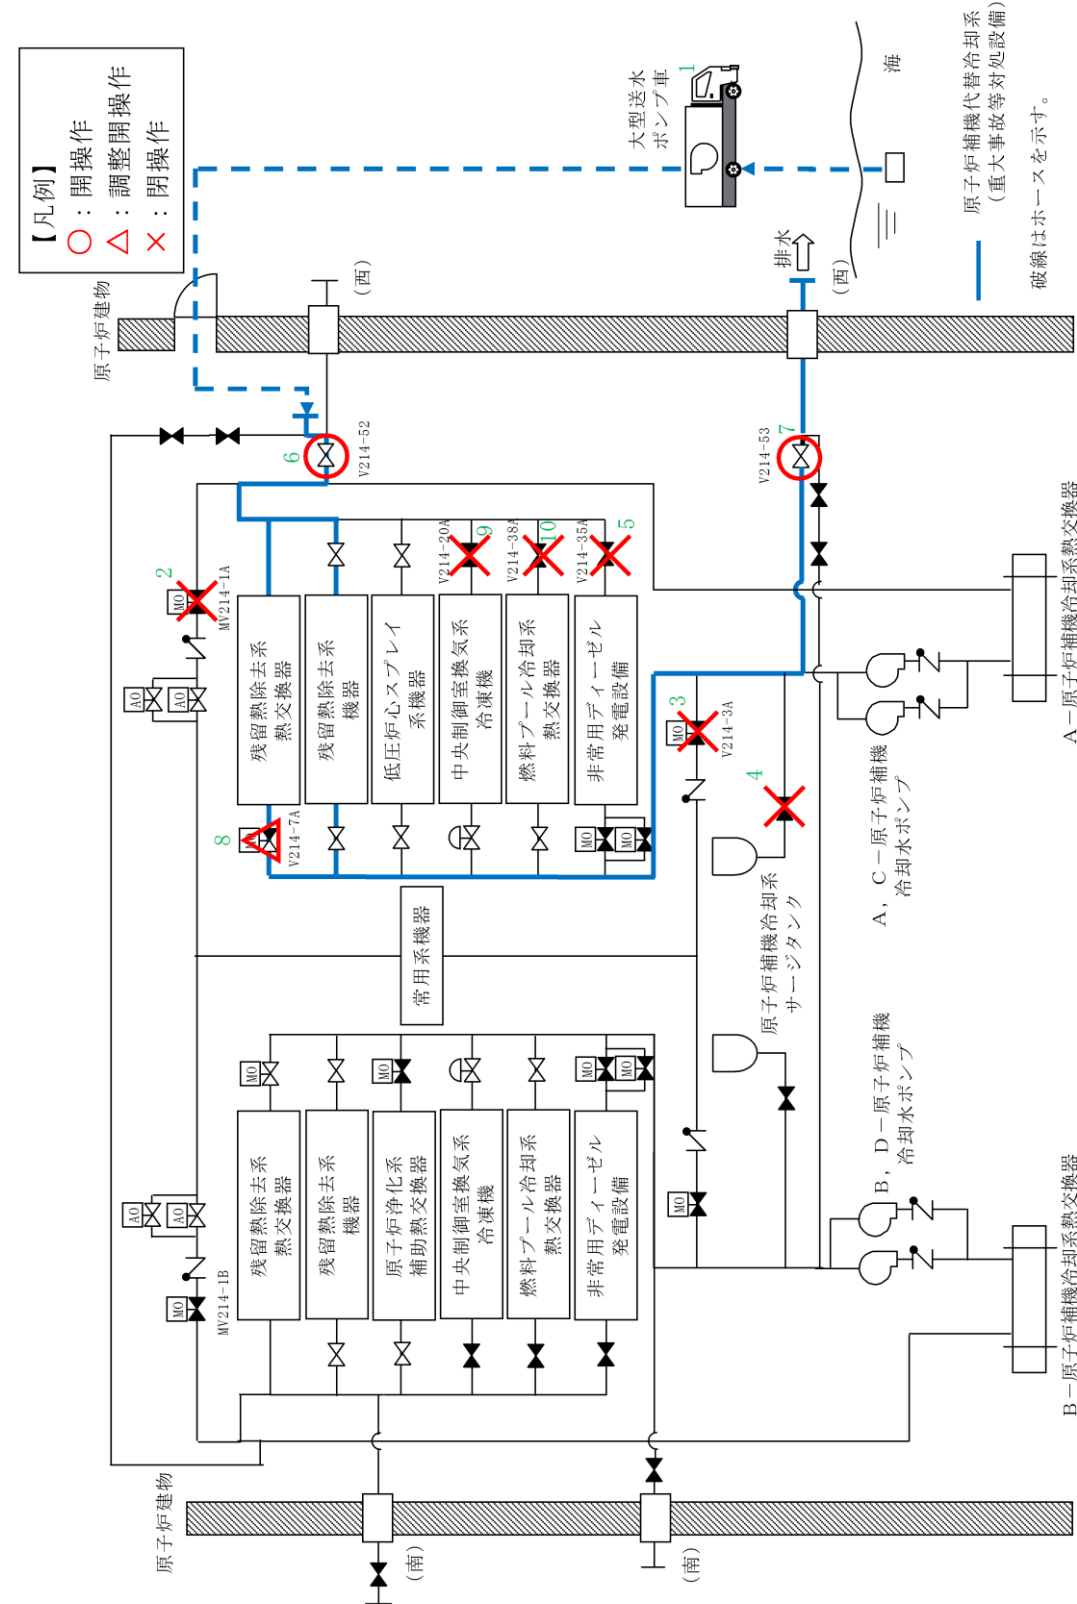 【凡例】
○：開操作
△：調整開操作
×：閉操作
原子炉建物
(西)
大型送水
ポンプ車
1
海
排水
(西)
原子炉補機代替冷却系
(重大事故等対処設備)
破線はホースを示す。
6
V214-52
7
V214-53
2
MO
MV214-1A
AO
AO
9
V214-20A
10
V214-38A
5
V214-35A
残留熱除去系
熱交換器
残留熱除去系
機器
低圧炉心スプレイ
系機器
中央制御室換気系
冷凍機
燃料プール冷却系
熱交換器
非常用ディーゼル
発電設備
8
MO
V214-7A
MO
MO
3
MO
V214-3A
4
原子炉補機冷却系
サージタンク
A，C－原子炉補機
冷却水ポンプ
A－原子炉補機冷却系熱交換器
常用系機器
MO
MO
MO
MO
残留熱除去系
熱交換器
残留熱除去系
機器
原子炉浄化系
補助熱交換器
中央制御室換気系
冷凍機
燃料プール冷却系
熱交換器
非常用ディーゼル
発電設備
AO
AO
MO
MV214-1B
MO
B，D－原子炉補機
冷却水ポンプ
B－原子炉補機冷却系熱交換器
原子炉建物
(南)
(南)